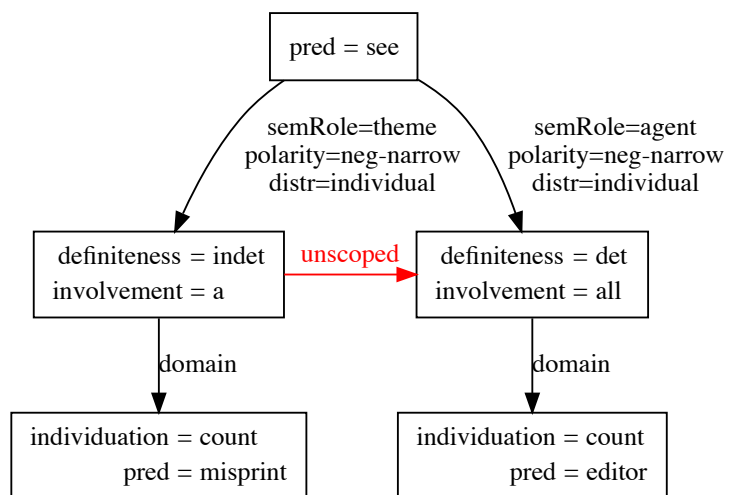 pred = see
semRole=theme
polarity=neg-narrow
distr=individual
semRole=agent
polarity=neg-narrow
distr=individual
definiteness = indet
involvement = a
unscoped
definiteness = det
involvement = all
domain
domain
individuation = count
pred = misprint
individuation = count
pred = editor